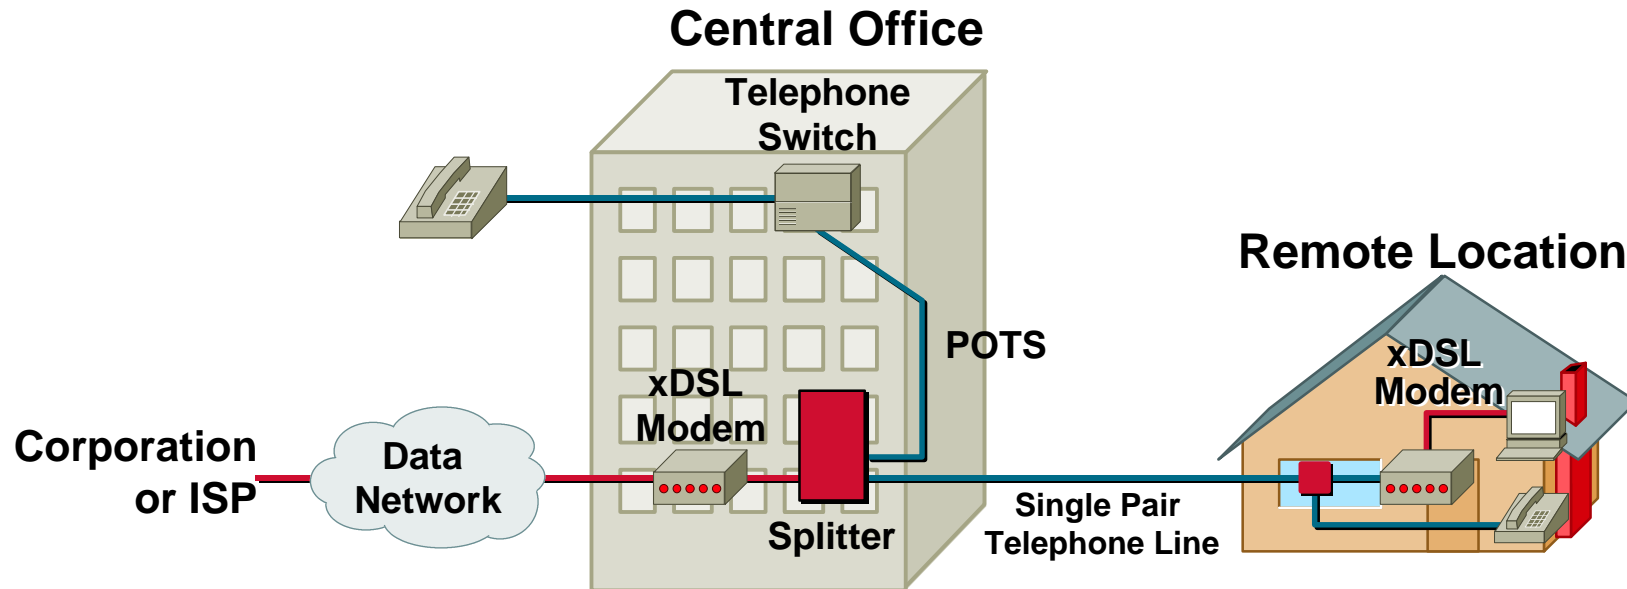 Central Office
Telephone
Switch
Remote Location
POTS
xDSL
Modem
xDSL
Modem
Corporation
or ISP
Data
Network
Splitter
Single Pair
Telephone Line